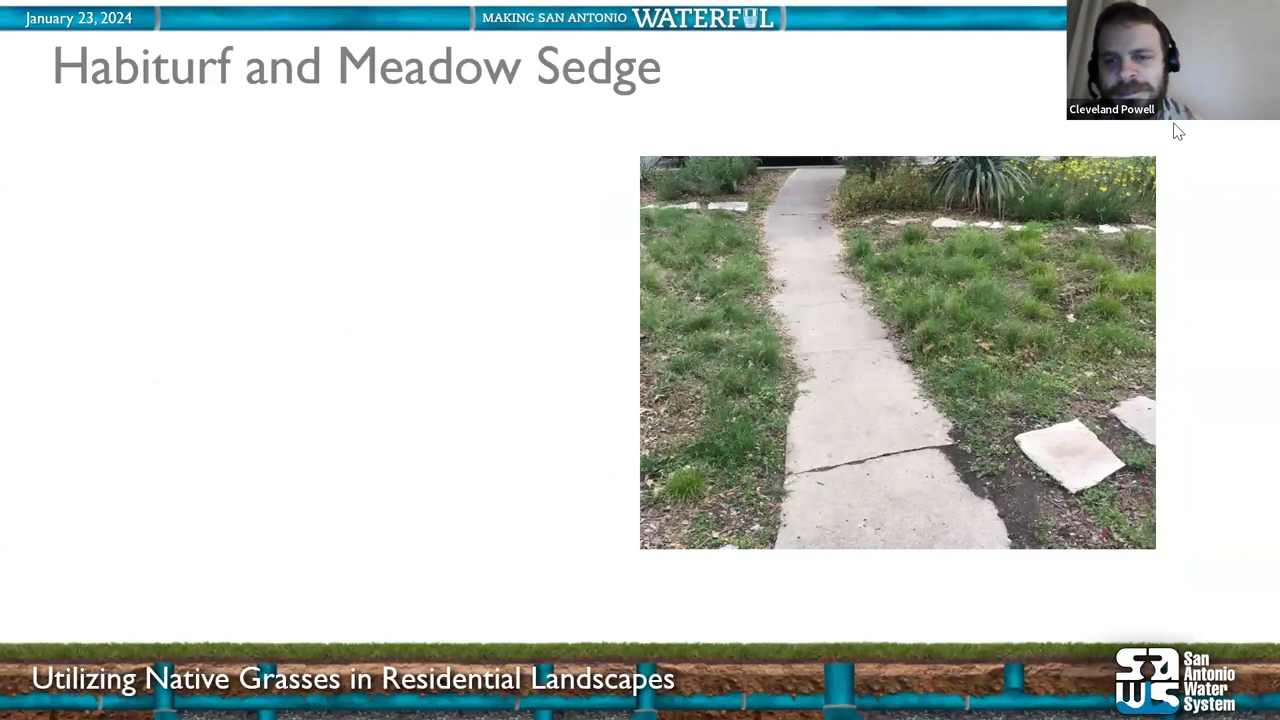 January 23, 2024
MAKING SAN ANTONIO WATERFUL
Habiturf and Meadow Sedge
Cleveland Powell
Utilizing Native Grasses in Residential Landscapes
SAWS
San
Antonio
Water
System